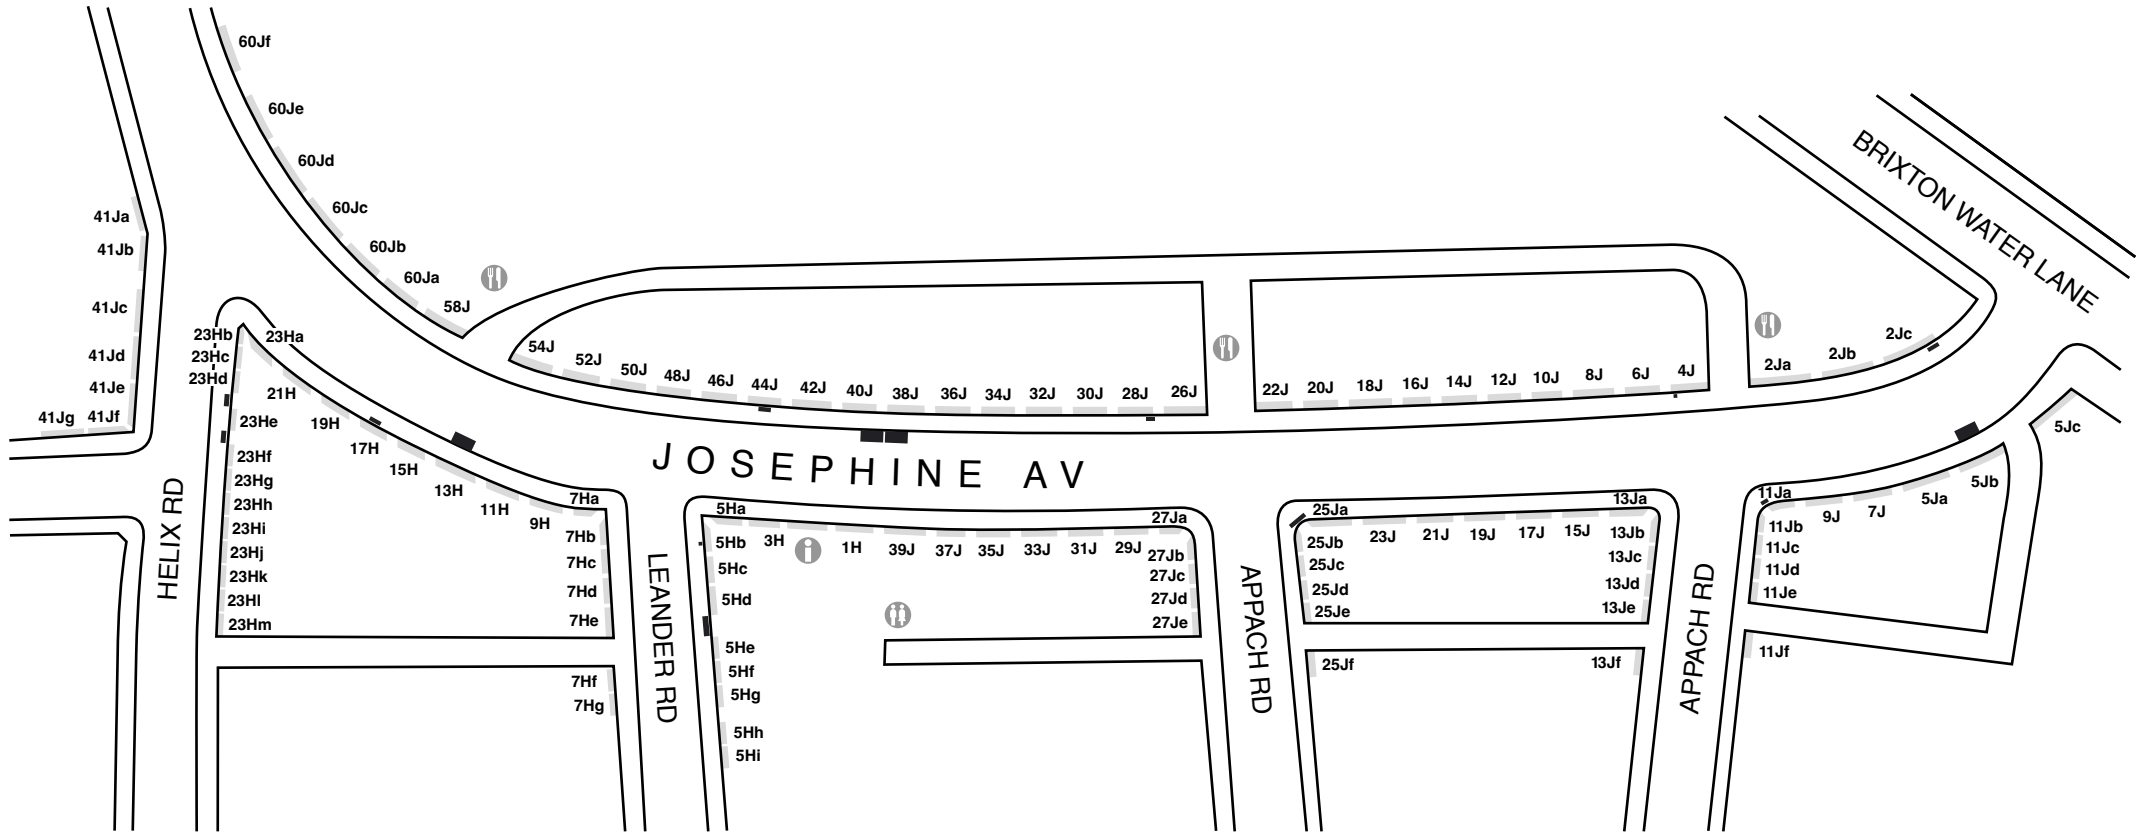 60Jf
60Je
60Jd
60Jc
60Jb
60Ja
58J
41Ja
41Jb
41Jc
41Jd
41Je
41Jg 41Jf
BRIXTON WATER LANE
54J 52J 50J 48J 46J 44J 42J 40J 38J 36J 34J 32J 30J 28J 26J
22J 20J 18J 16J 14J 12J 10J 8J 6J 4J
2Ja 2Jb 2Jc
JOSEPHINE AV
HELIX RD
23Hb 23Ha
23Hc
23Hd
21H
19H
17H
15H
13H
11H
9H
23He
23Hf
23Hg
23Hh
23Hi
23Hj
23Hk
23Hl
23Hm
7Ha
7Hb
7Hc
7Hd
7He
7Hf
7Hg
LEANDER RD
5Ha
5Hb 3H 1H 39J 37J 35J 33J 31J 29J
5Hc
5Hd
5He
5Hf
5Hg
5Hh
5Hi
27Ja
27Jb
27Jc
27Jd
27Je
APPACH RD
25Ja
25Jb 23J 21J 19J 17J 15J
25Jc
25Jd
25Je
25Jf
13Ja
13Jb
13Jc
13Jd
13Je
13Jf
APPACH RD
11Ja
11Jb 9J 7J 5Ja 5Jb 5Jc
11Jc
11Jd
11Je
11Jf